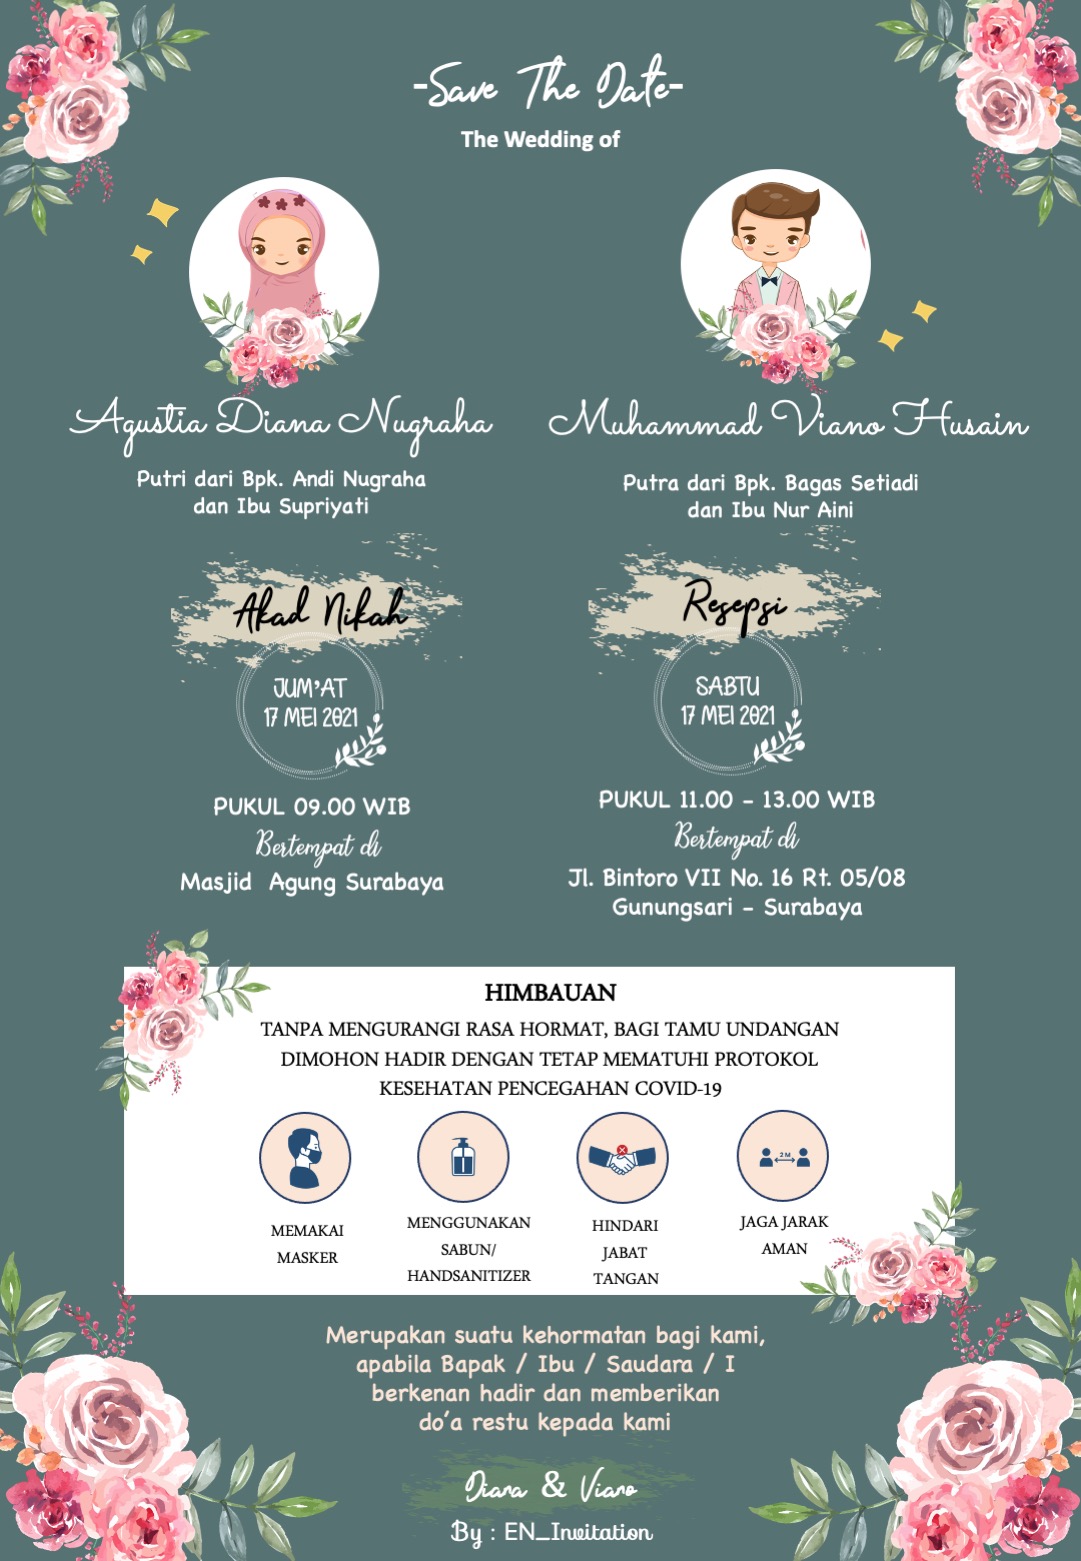 -Save The Date-
The Wedding of
Agustia Diana Nugraha
Putri dari Bpk. Andi Nugraha
dan Ibu Supriyati
Muhammad Viano Husain
Putra dari Bpk. Bagas Setiadi
dan Ibu Nur Aini
Akad Nikah
JUM'AT
17 MEI 2021
PUKUL 09.00 WIB
Bertempat di
Masjid Agung Surabaya
Resepsi
SABTU
17 MEI 2021
PUKUL 11.00 - 13.00 WIB
Bertempat di
Jl. Bintoro VII No. 16 Rt. 05/08
Gunungsari - Surabaya
HIMBAUAN
TANPA MENGURANGI RASA HORMAT, BAGI TAMU UNDANGAN
DIMOHON HADIR DENGAN TETAP MEMATUHI PROTOKOL
KESEHATAN PENCEGAHAN COVID-19
MEMAKAI
MASKER
MENGGUNAKAN
SABUN/
HANDSANITIZER
HINDARI
JABAT
TANGAN
2 M
JAGA JARAK
AMAN
Merupakan suatu kehormatan bagi kami,
apabila Bapak / Ibu / Saudara / I
berkenan hadir dan memberikan
do'a restu kepada kami
Diana & Viano
By : EN_Invitation